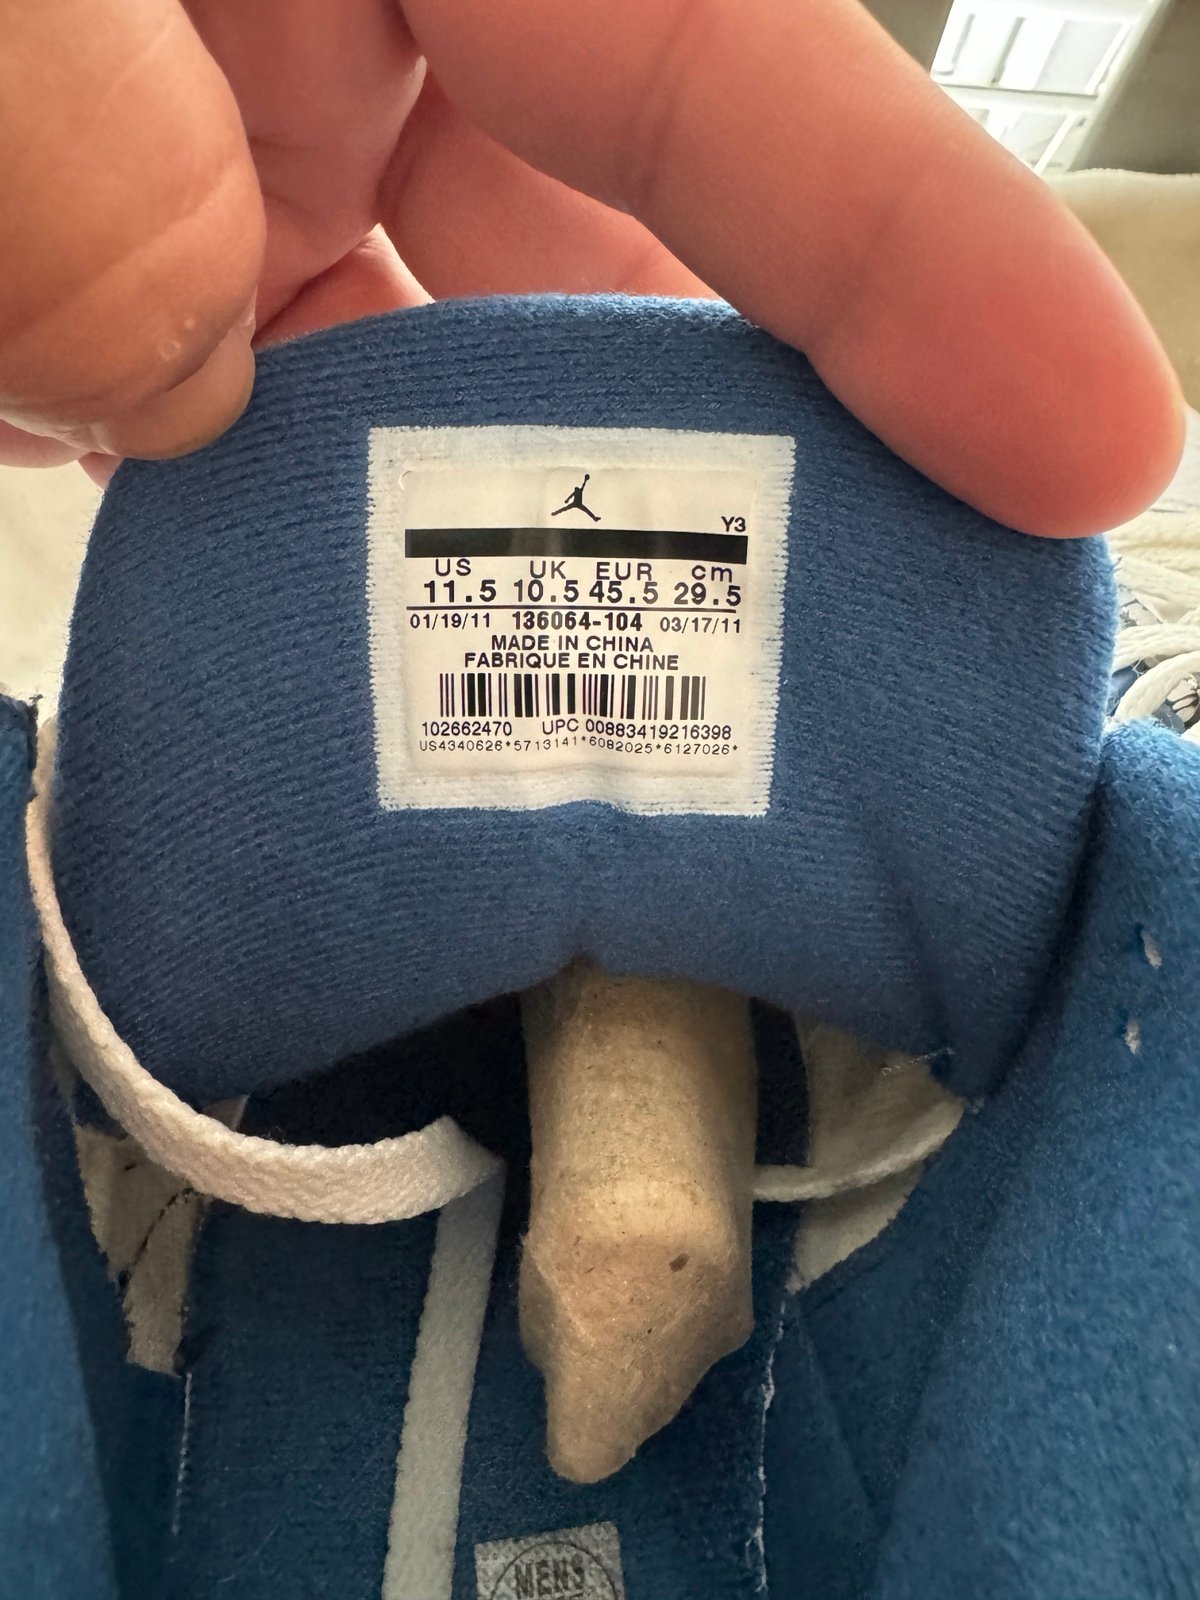 Y3
US UK EUR cm
11.5 10.5 45.5 29.5
01/19/11 136064-104 03/17/11
MADE IN CHINA
FABRIQUE EN CHINE
102662470 UPC 00883419216398
US4340626*5713141*6082025*6127026*
MENS